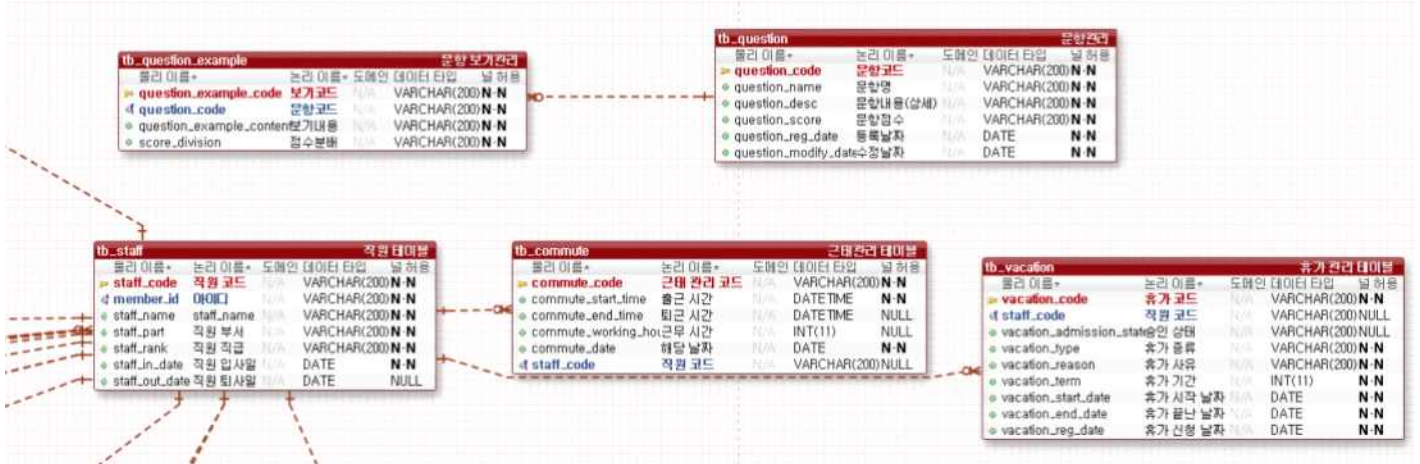 tb_question_example 문항 보기관리
물리 이름 논리 이름 도메인 데이터 타입 널 허용
question_example_code 보기코드 N/A VARCHAR(200) N-N
question_code 문항코드 N/A VARCHAR(200) N-N
question_example_content 보기내용 N/A VARCHAR(200) N-N
score_division 점수분배 N/A VARCHAR(200) N-N
tb_question 문항관리
물리 이름 논리 이름 도메인 데이터 타입 널 허용
question_code 문항코드 N/A VARCHAR(200) N-N
question_name 문항명 N/A VARCHAR(200) N-N
question_desc 문항내용(상세) N/A VARCHAR(200) N-N
question_score 문항점수 N/A VARCHAR(200) N-N
question_reg_date 등록날짜 N/A DATE N-N
question_modify_date 수정날짜 N/A DATE N-N
tb_staff 직원 테이블
물리 이름 논리 이름 도메인 데이터 타입 널 허용
staff_code 직원 코드 N/A VARCHAR(200) N-N
member_id 아이디 N/A VARCHAR(200) N-N
staff_name staff_name N/A VARCHAR(200) N-N
staff_part 직원 부서 N/A VARCHAR(200) N-N
staff_rank 직원 직급 N/A VARCHAR(200) N-N
staff_in_date 직원 입사일 N/A DATE N-N
staff_out_date 직원 퇴사일 N/A DATE NULL
tb_commute 근태관리 테이블
물리 이름 논리 이름 도메인 데이터 타입 널 허용
commute_code 근태 관리 코드 N/A VARCHAR(200) N-N
commute_start_time 출근 시간 N/A DATETIME N-N
commute_end_time 퇴근 시간 N/A DATETIME NULL
commute_working_hou 근무 시간 N/A INT(11) NULL
commute_date 해당 날짜 N/A DATE N-N
staff_code 직원 코드 N/A VARCHAR(200) NULL
tb_vacation 휴가 관리 테이블
물리 이름 논리 이름 도메인 데이터 타입 널 허용
vacation_code 휴가 코드 N/A VARCHAR(200) N-N
staff_code 직원 코드 N/A VARCHAR(200) NULL
vacation_admission_state 승인 상태 N/A VARCHAR(200) NULL
vacation_type 휴가 종류 N/A VARCHAR(200) N-N
vacation_reason 휴가 사유 N/A VARCHAR(200) N-N
vacation_term 휴가 기간 N/A INT(11) N-N
vacation_start_date 휴가 시작 날짜 N/A DATE N-N
vacation_end_date 휴가 끝난 날짜 N/A DATE N-N
vacation_reg_date 휴가 신청 날짜 N/A DATE N-N